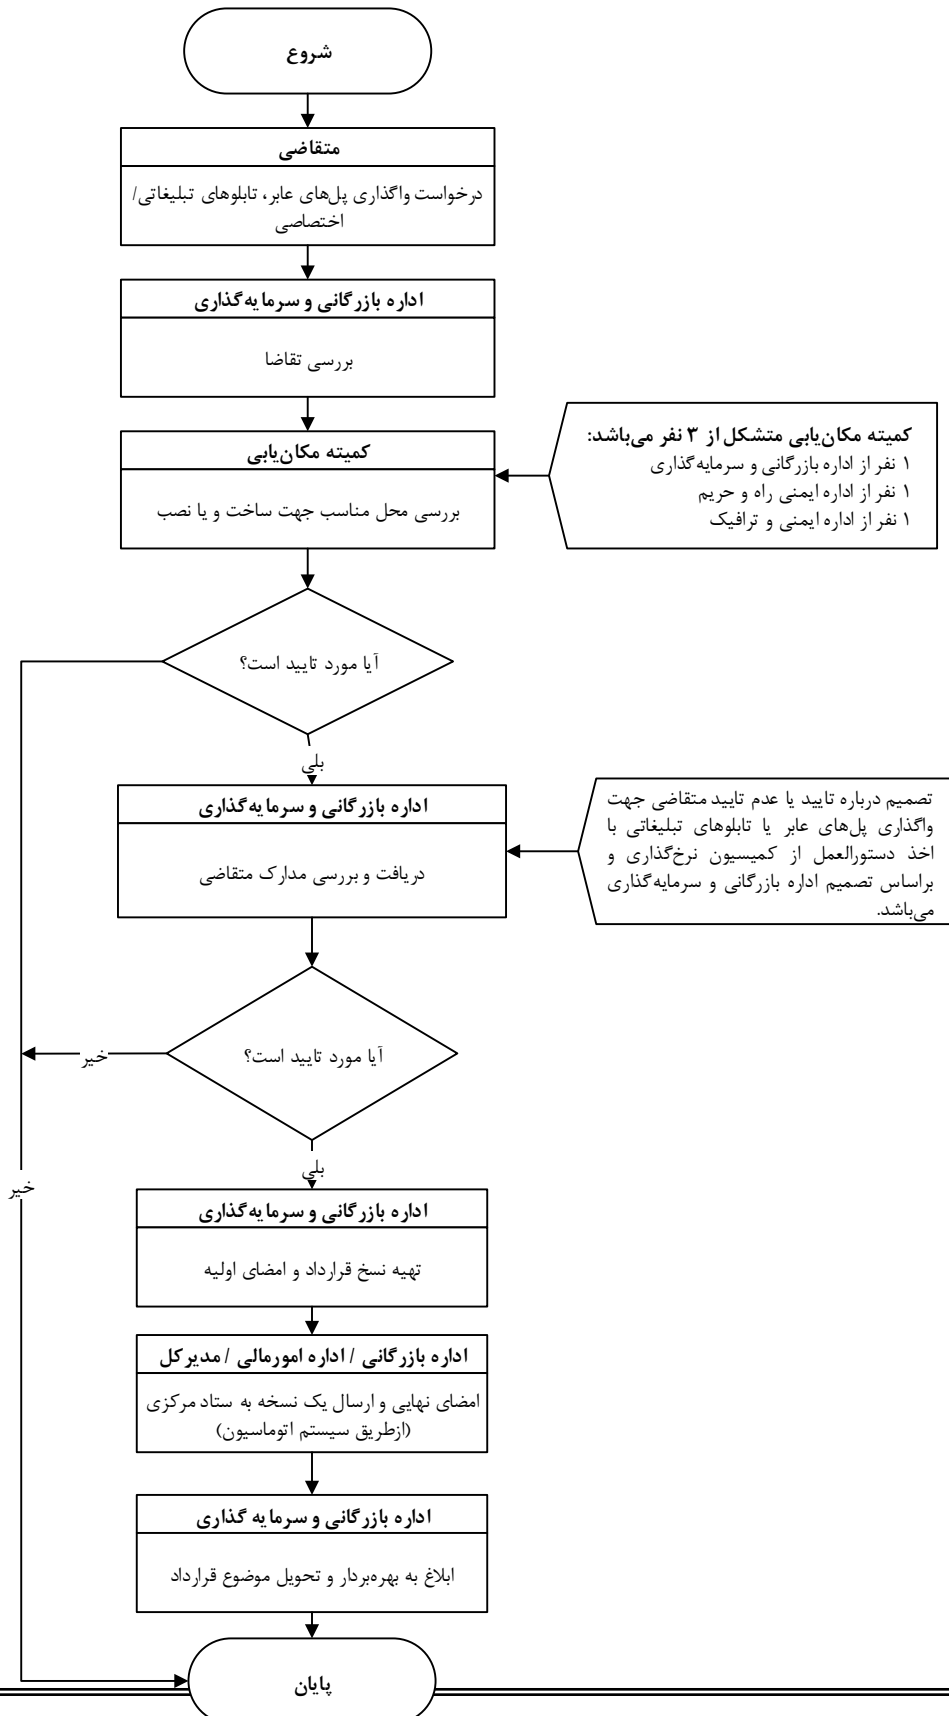 شروع
متقاضی
درخواست واگذاری پل‌های عابر، تابلوهای تبلیغاتی/
اختصاصی
اداره بازرگانی و سرمایه‌گذاری
بررسی تقاضا
کمیته مکان‌یابی
بررسی محل مناسب جهت ساخت و یا نصب
کمیته مکان‌یابی متشکل از ۳ نفر می‌باشد:
۱ نفر از اداره بازرگانی و سرمایه‌گذاری
۱ نفر از اداره ایمنی راه و حریم
۱ نفر از اداره ایمنی و ترافیک
آیا مورد تایید است؟
بلی
اداره بازرگانی و سرمایه‌گذاری
دریافت و بررسی مدارک متقاضی
تصمیم درباره تایید یا عدم تایید متقاضی جهت
واگذاری پل‌های عابر یا تابلوهای تبلیغاتی با
اخذ دستورالعمل از کمیسیون نرخ‌گذاری و
براساس تصمیم اداره بازرگانی و سرمایه‌گذاری
می‌باشد.
آیا مورد تایید است؟
خیر
بلی
خیر
اداره بازرگانی و سرمایه‌گذاری
تهیه نسخ قرارداد و امضای اولیه
اداره بازرگانی / اداره امورمالی / مدیرکل
امضای نهایی و ارسال یک نسخه به ستاد مرکزی
(ازطریق سیستم اتوماسیون)
اداره بازرگانی و سرمایه گذاری
ابلاغ به بهره‌بردار و تحویل موضوع قرارداد
پایان